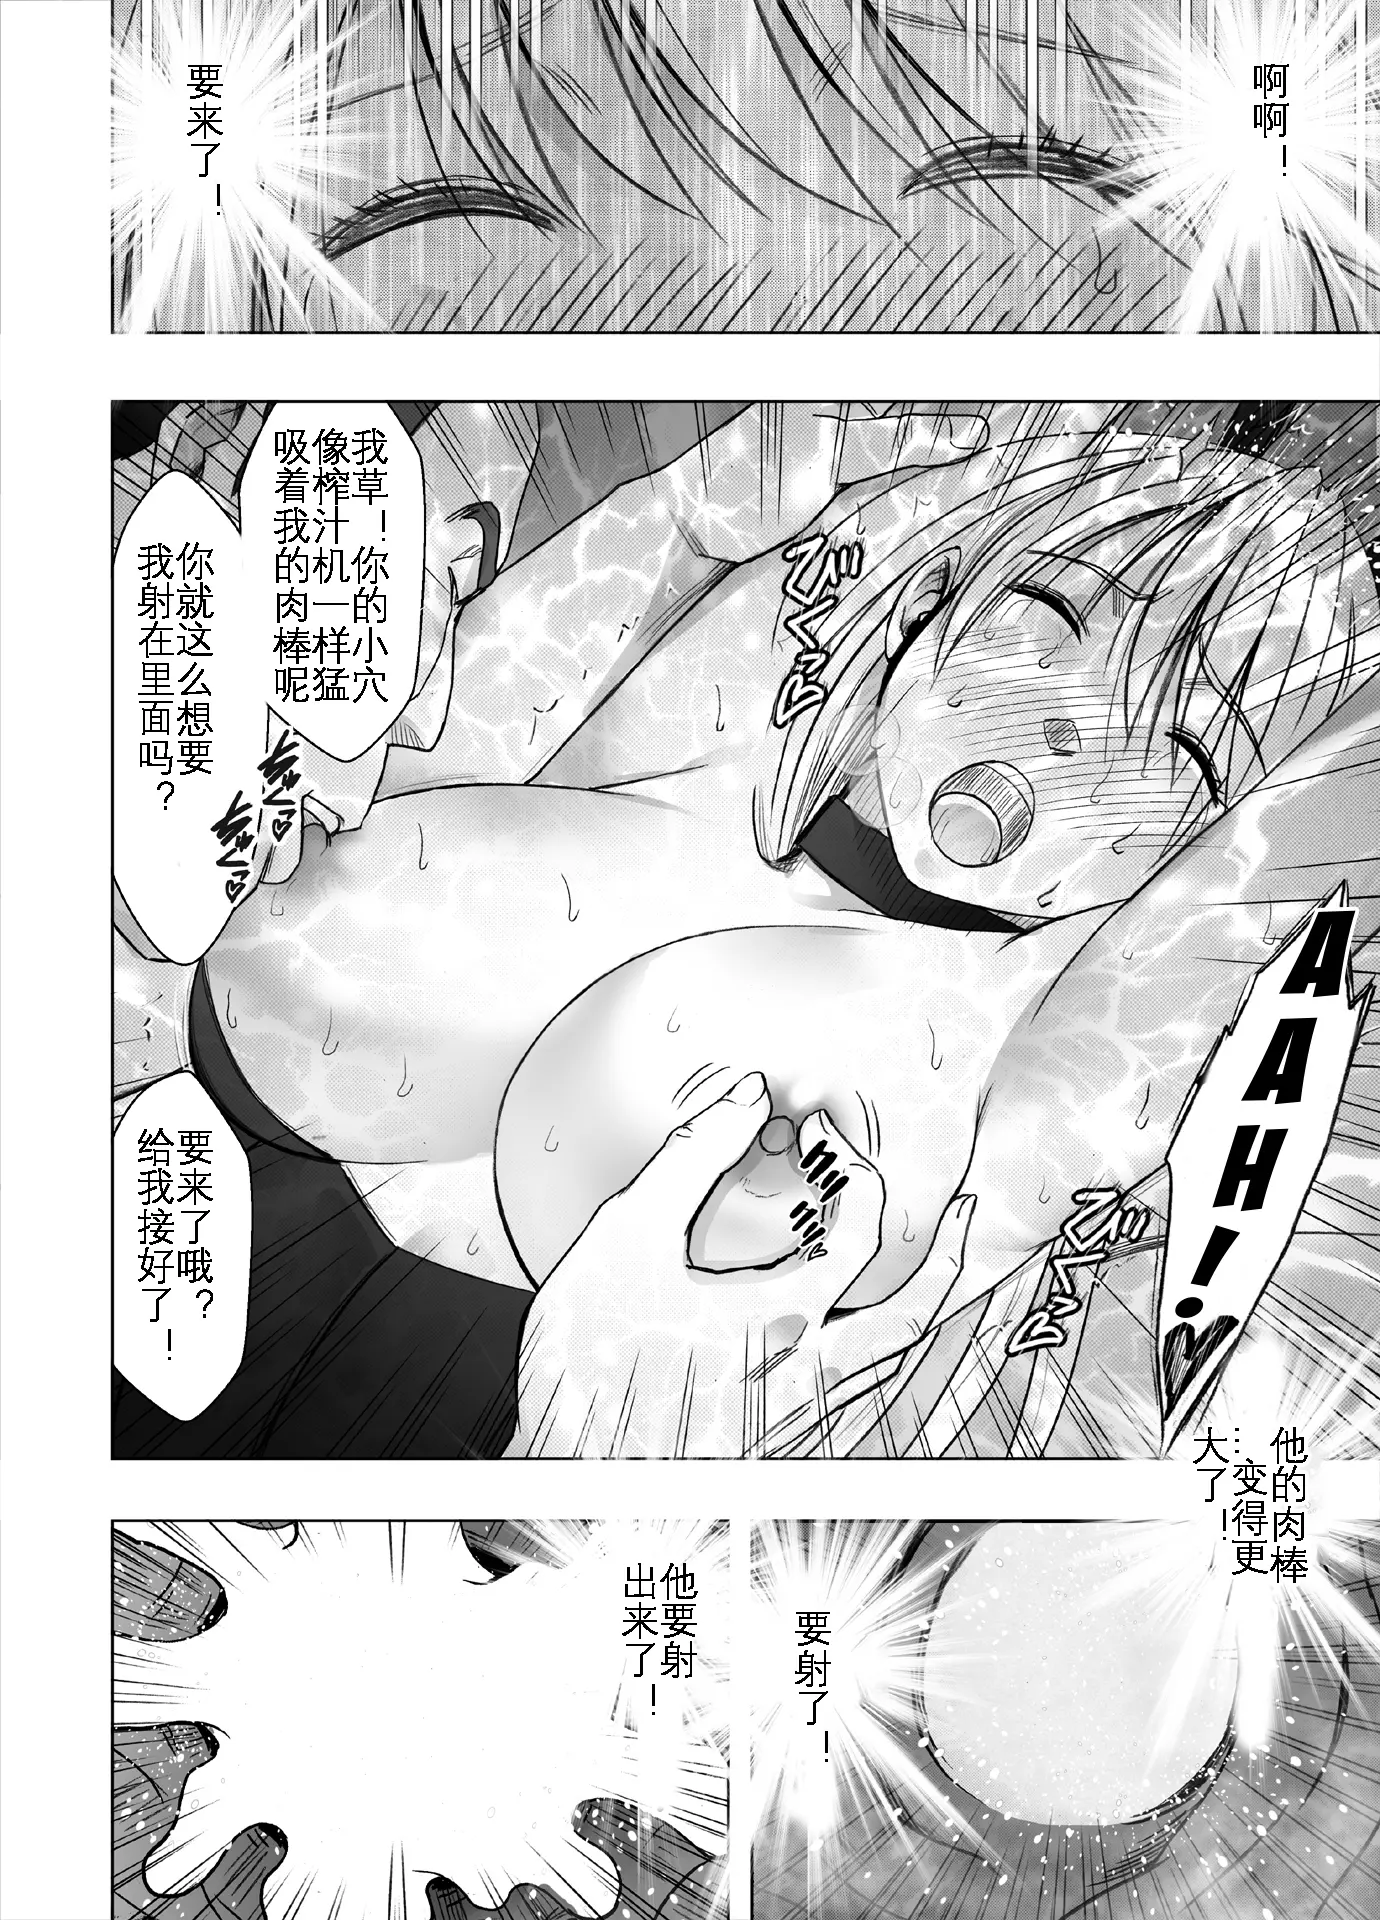 啊啊！
要来了！
我草！你的小穴
像榨汁机一样猛
吸着我的肉棒呢
你就这么想要
我射在里面吗？
AAAH!
要来了哦？
给我接好了！
他的肉棒
…变得更
大了！
要射了！
他要射
出来了！